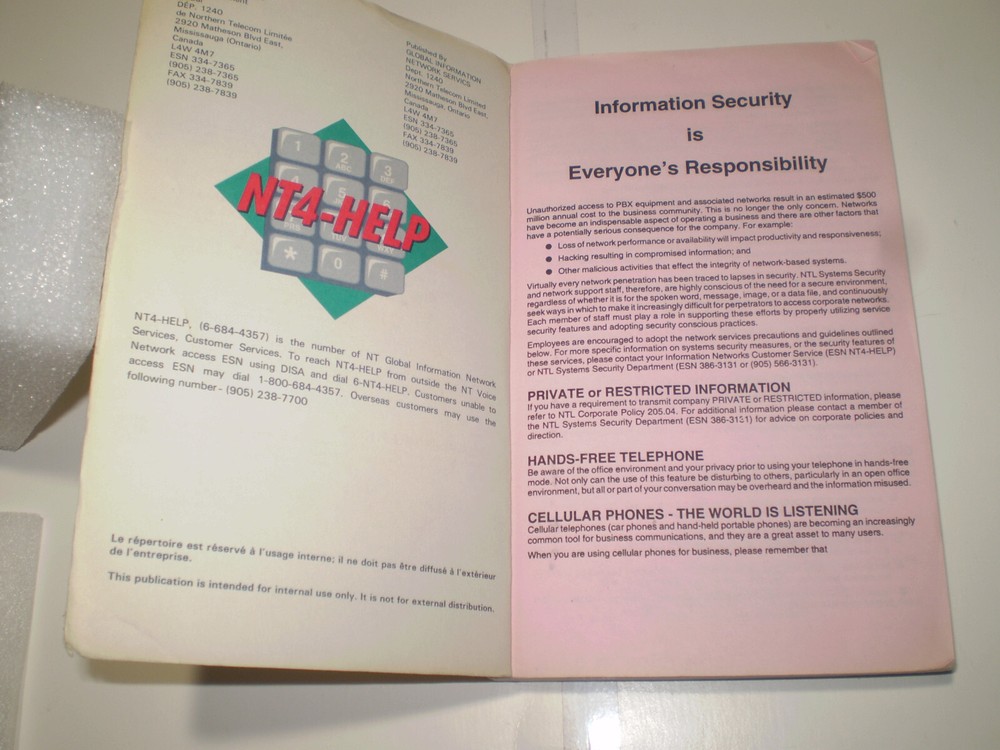 DÉP. 1240
de Northern Telecom Limitée
2920 Matheson Blvd East,
Mississauga (Ontario)
Canada
L4W 4M7
ESN 334-7365
(905) 238-7365
FAX 334-7839
(905) 238-7839
Published By
GLOBAL INFORMATION
NETWORK SERVICS
Dept. 1240
Northern Telecom Limited
2920 Matheson Blvd East,
Mississauga, Ontario
Canada
L4W 4M7
ESN 334-7365
(905) 238-7365
FAX 334-7839
(905) 238-7839
1
2
ABC
3
DEF
4
5
6
NT4-HELP
PRS
TUV
*
0
#
NT4-HELP, (6-684-4357) is the number of NT Global Information Network
Services, Customer Services. To reach NT4-HELP from outside the NT Voice
Network access ESN using DISA and dial 6-NT4-HELP. Customers unable to
access ESN may dial 1-800-684-4357. Overseas customers may use the
following number - (905) 238-7700
Le répertoire est réservé à l'usage interne; il ne doit pas être diffusé à l'extérieur
de l'entreprise.
This publication is intended for internal use only. It is not for external distribution.
Information Security
is
Everyone's Responsibility
Unauthorized access to PBX equipment and associated networks result in an estimated $500
million annual cost to the business community. This is no longer the only concern. Networks
have become an indispensable aspect of operating a business and there are other factors that
have a potentially serious consequence for the company. For example:
● Loss of network performance or availability will impact productivity and responsiveness;
● Hacking resulting in compromised information; and
● Other malicious activities that effect the integrity of network-based systems.
Virtually every network penetration has been traced to lapses in security. NTL Systems Security
and network support staff, therefore, are highly conscious of the need for a secure environment,
regardless of whether it is for the spoken word, message, image, or a data file, and continuously
seek ways in which to make it increasingly difficult for perpetrators to access corporate networks.
Each member of staff must play a role in supporting these efforts by properly utilizing service
security features and adopting security conscious practices.
Employees are encouraged to adopt the network services precautions and guidelines outlined
below. For more specific information on systems security measures, or the security features of
these services, please contact your Information Networks Customer Service (ESN NT4-HELP)
or NTL Systems Security Department (ESN 386-3131 or (905) 566-3131).
PRIVATE or RESTRICTED INFORMATION
If you have a requirement to transmit company PRIVATE or RESTRICTED information, please
refer to NTL Corporate Policy 205.04. For additional information please contact a member of
the NTL Systems Security Department (ESN 386-3131) for advice on corporate policies and
direction.
HANDS-FREE TELEPHONE
Be aware of the office environment and your privacy prior to using your telephone in hands-free
mode. Not only can the use of this feature be disturbing to others, particularly in an open office
environment, but all or part of your conversation may be overheard and the information misused.
CELLULAR PHONES - THE WORLD IS LISTENING
Cellular telephones (car phones and hand-held portable phones) are becoming an increasingly
common tool for business communications, and they are a great asset to many users.
When you are using cellular phones for business, please remember that